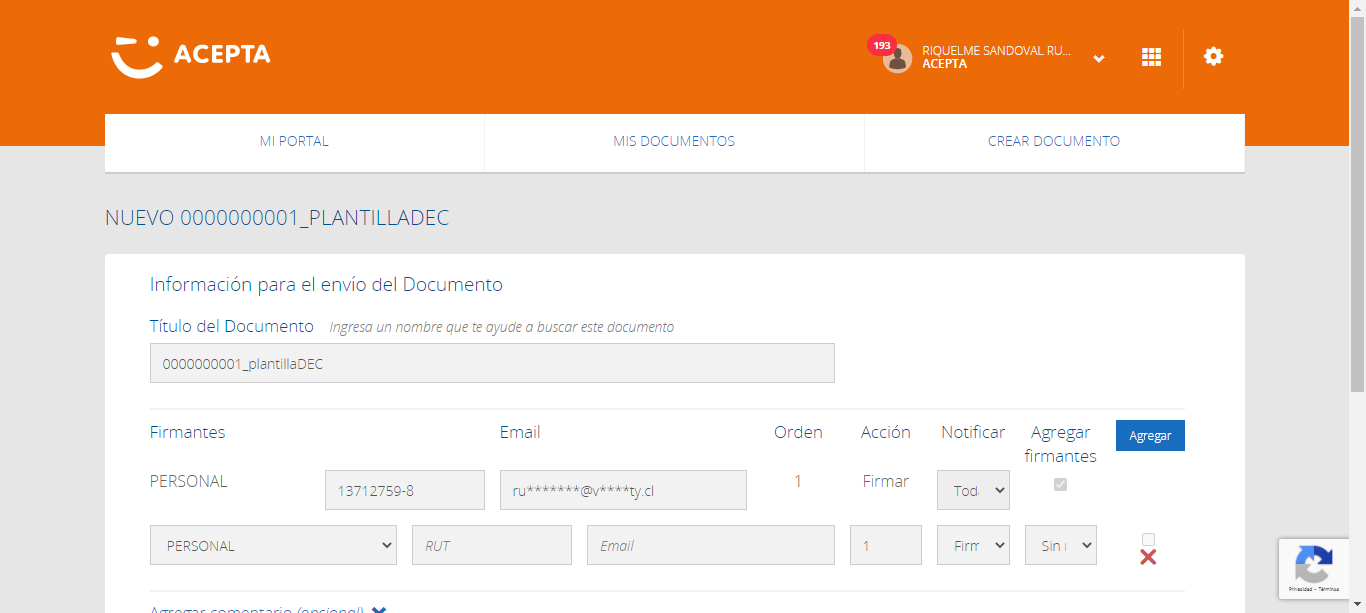 ACEPTA
193
RIQUELME SANDOVAL RU...
ACEPTA
MI PORTAL
MIS DOCUMENTOS
CREAR DOCUMENTO
NUEVO 0000000001_PLANTILLADEC
Información para el envío del Documento
Título del Documento Ingresa un nombre que te ayude a buscar este documento
0000000001_plantillaDEC
Firmantes Email Orden Acción Notificar Agregar firmantes Agregar
PERSONAL 13712759-8 ru*******@v****ty.cl 1 Firmar Tod
PERSONAL RUT Email 1 Firm Sin
Agregar comentario (opcional)
Privacidad - Términos